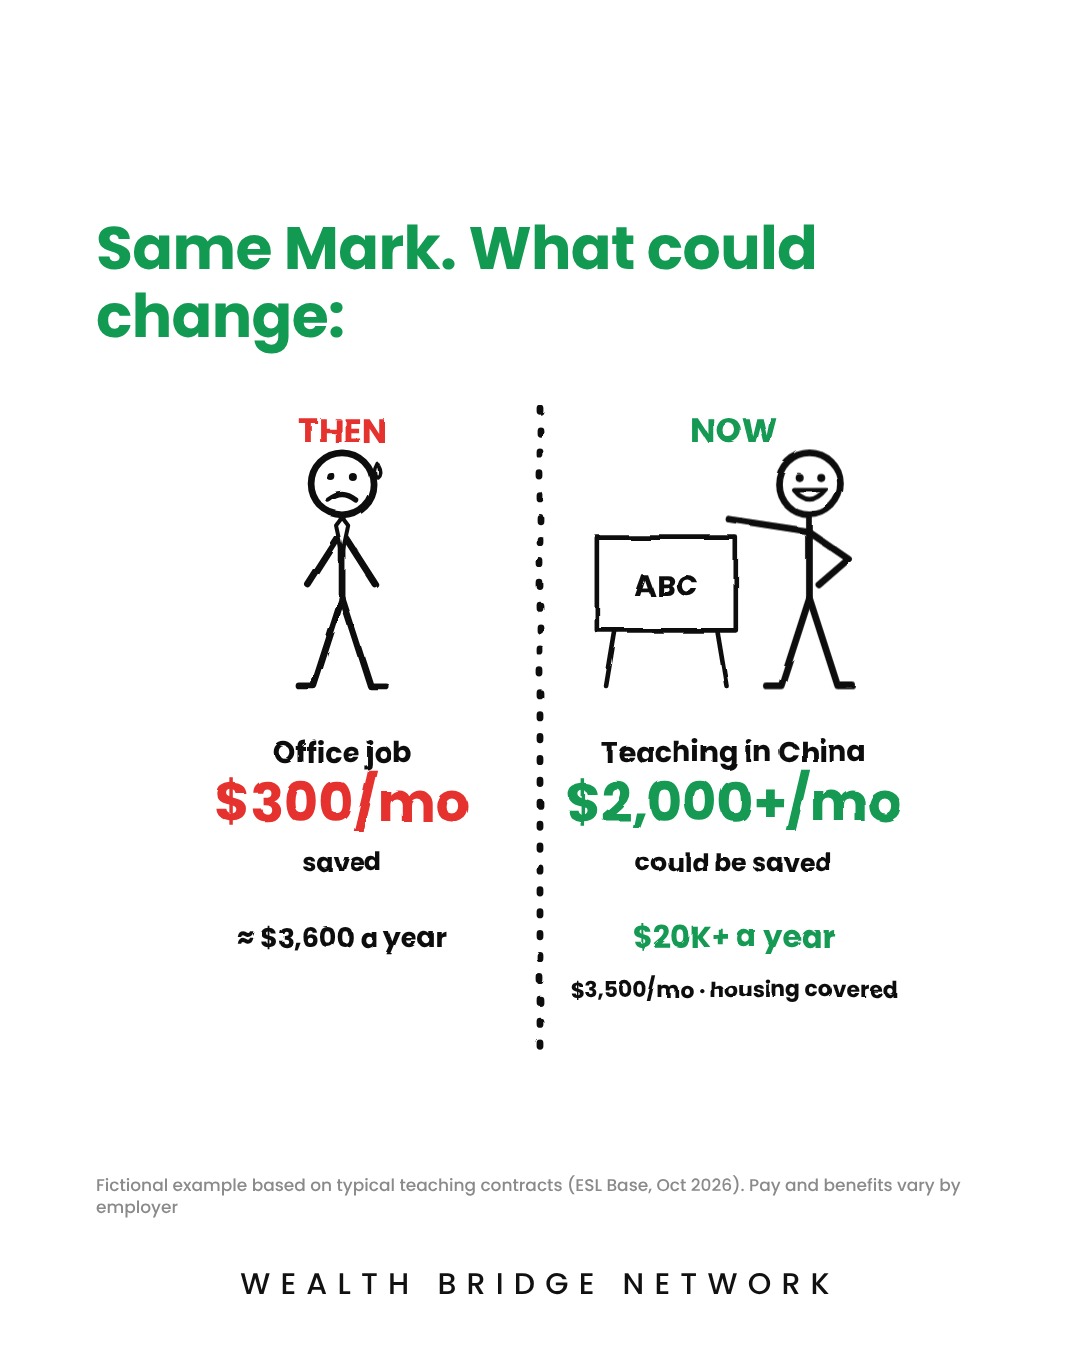 Same Mark. What could
change:
THEN
NOW
ABC
Office job
$300/mo
saved
≈ $3,600 a year
Teaching in China
$2,000+/mo
could be saved
$20K+ a year
$3,500/mo · housing covered
Fictional example based on typical teaching contracts (ESL Base, Oct 2026). Pay and benefits vary by
employer
WEALTH BRIDGE NETWORK